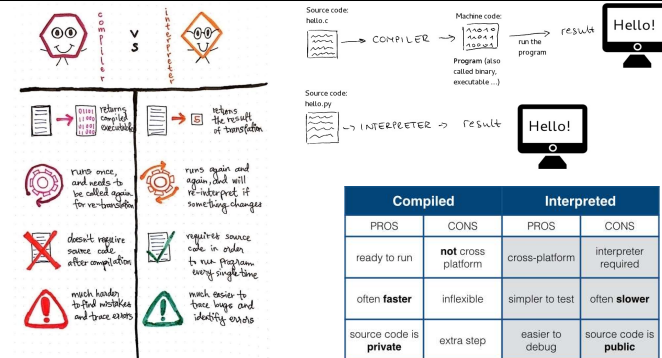 compiler
vs
interpreter
returns
compiled
executable
returns
the result
of translation
runs once,
and needs to
be called again
for re-translation
runs again and
again, and will
re-interpret if
something changes
doesn't require
source code
after compilation
requires source
code in order
to run program
every single time
much harder
to find mistakes
and trace errors
much easier to
trace bugs and
identify errors
Source code:
hello.c
COMPILER
Machine code:
Program (also
called binary,
executable ...)
run the
program
result
Hello!
Source code:
hello.py
INTERPRETER
result
Hello!
Compiled Interpreted
PROS CONS PROS CONS
ready to run not cross platform cross-platform interpreter required
often faster inflexible simpler to test often slower
source code is private extra step easier to debug source code is public